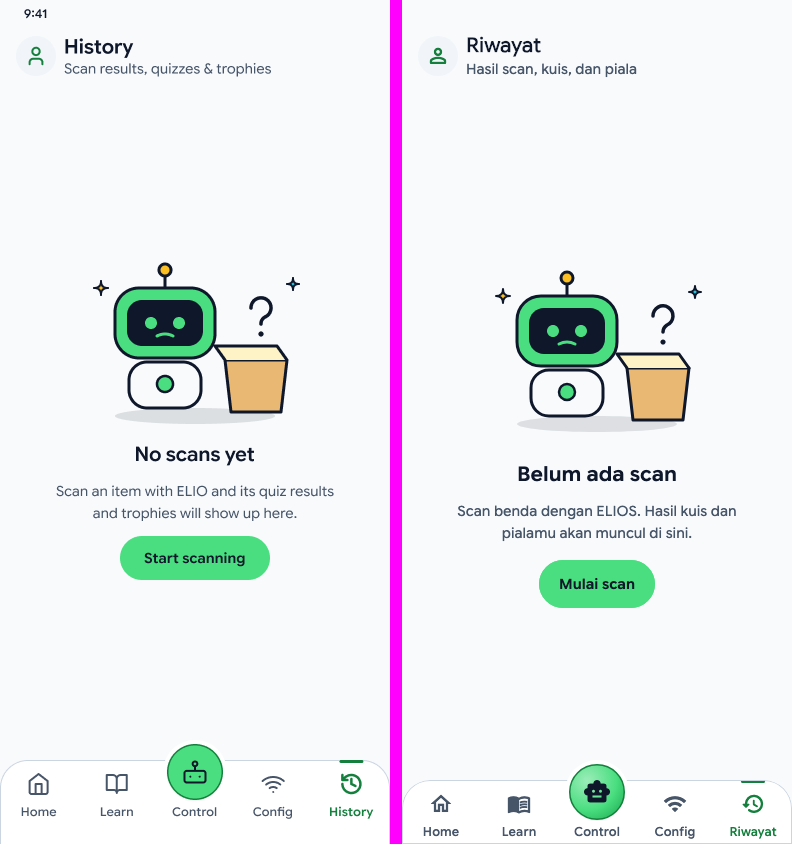 9:41
History
Scan results, quizzes & trophies
No scans yet
Scan an item with ELIO and its quiz results
and trophies will show up here.
Start scanning
Home
Learn
Control
Config
History
Riwayat
Hasil scan, kuis, dan piala
Belum ada scan
Scan benda dengan ELIOS. Hasil kuis dan
pialamu akan muncul di sini.
Mulai scan
Home
Learn
Control
Config
Riwayat